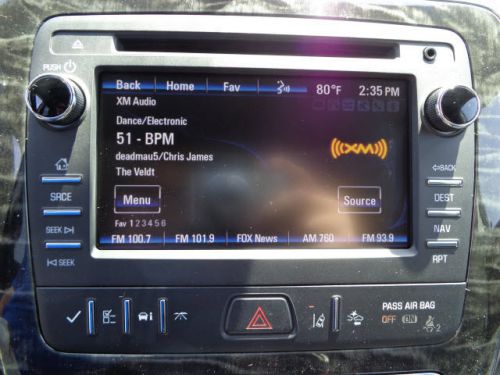 PUSH
Back Home Fav 80°F 2:35 PM
XM Audio
Dance/Electronic
51 - BPM
deadmau5/Chris James
The Veldt
((XM))
Menu Source
Fav 1 2 3 4 5 6
FM 100.7 FM 101.9 FOX News AM 760 FM 93.9
SRCE
SEEK
SEEK
BACK
DEST
NAV
RPT
PASS AIR BAG
OFF ON 2